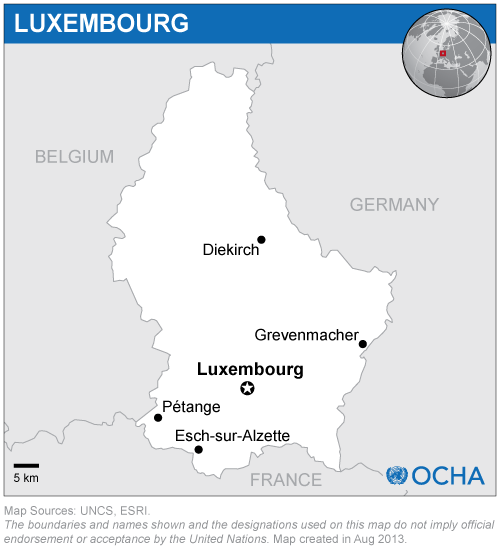 LUXEMBOURG
BELGIUM
GERMANY
Diekirch
Grevenmacher
Luxembourg
Pétange
Esch-sur-Alzette
5 km
FRANCE
OCHA
Map Sources: UNCS, ESRI.
The boundaries and names shown and the designations used on this map do not imply official
endorsement or acceptance by the United Nations. Map created in Aug 2013.